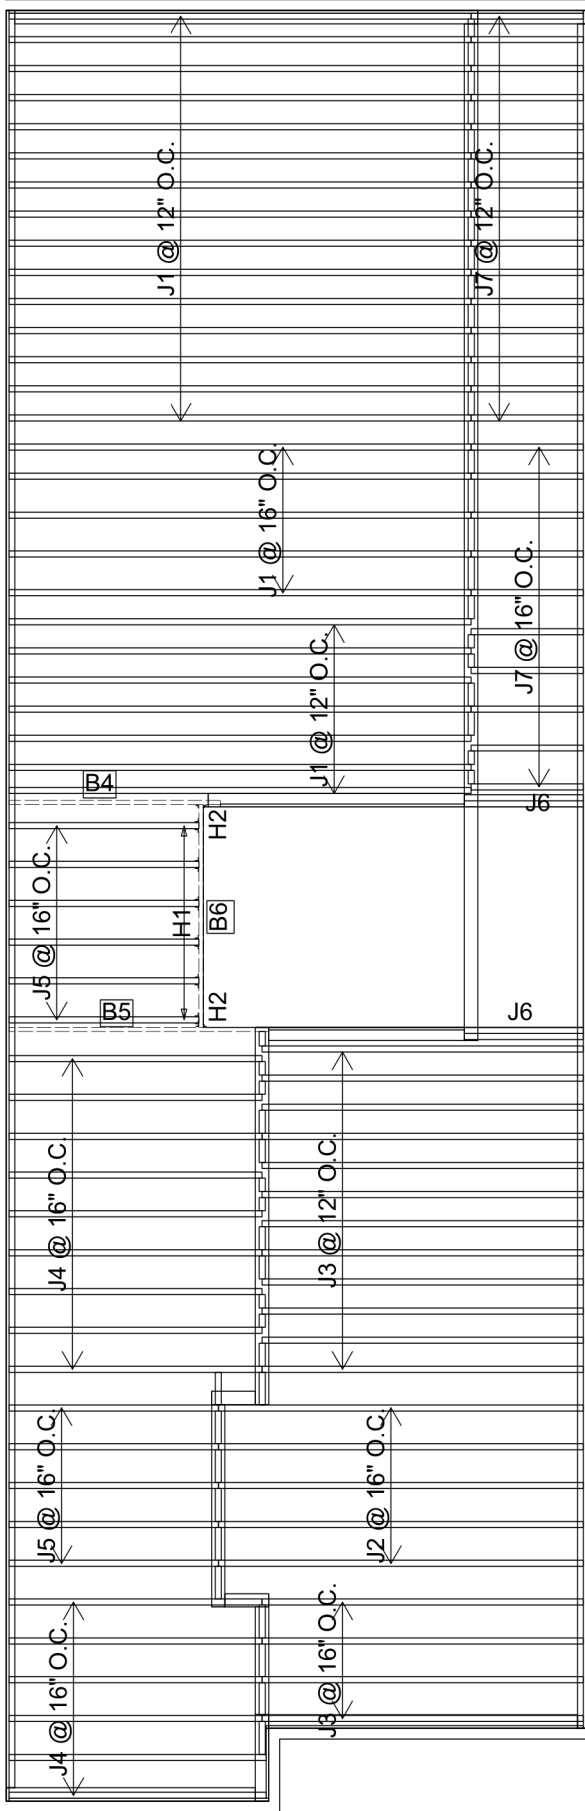 J1 @ 12" O.C.
J7 @ 12" O.C.
J1 @ 16" O.C.
J7 @ 16" O.C.
J1 @ 12" O.C.
B4
J6
H2
J5 @ 16" O.C.
H1
B6
B5
H2
J6
J4 @ 16" O.C.
J3 @ 12" O.C.
J5 @ 16" O.C.
J2 @ 16" O.C.
J4 @ 16" O.C.
J3 @ 16" O.C.